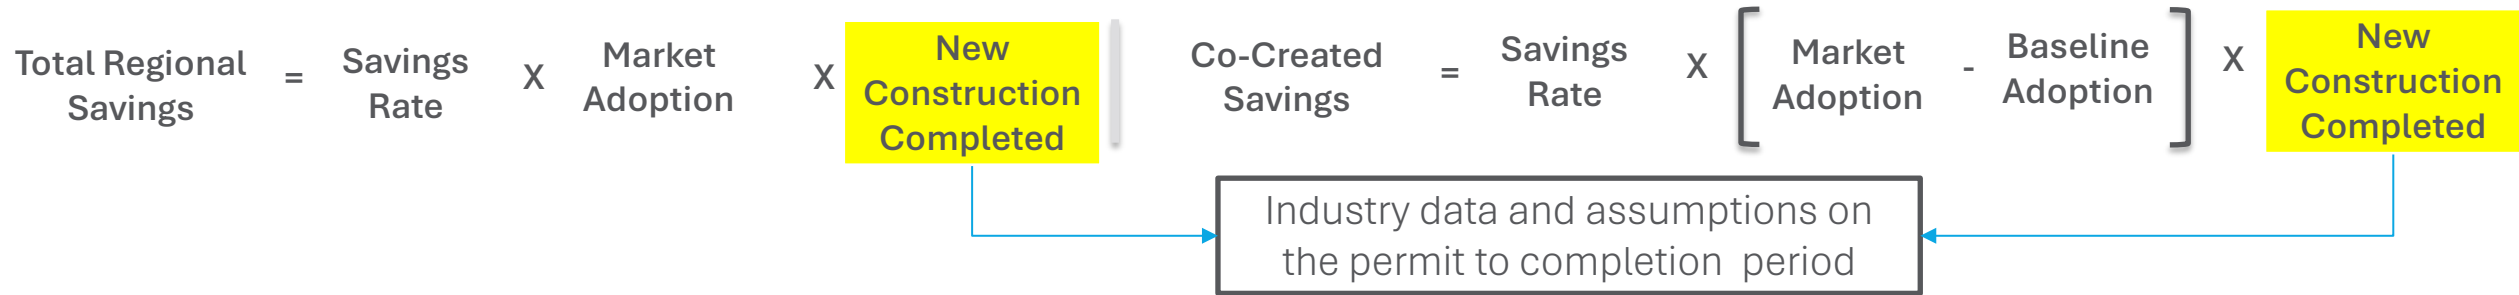 Total Regional
Savings
=
Savings
Rate
X
Market
Adoption
X
New
Construction
Completed
Co-Created
Savings
=
Savings
Rate
X
[
Market
Adoption
-
Baseline
Adoption
]
X
New
Construction
Completed
Industry data and assumptions on
the permit to completion period